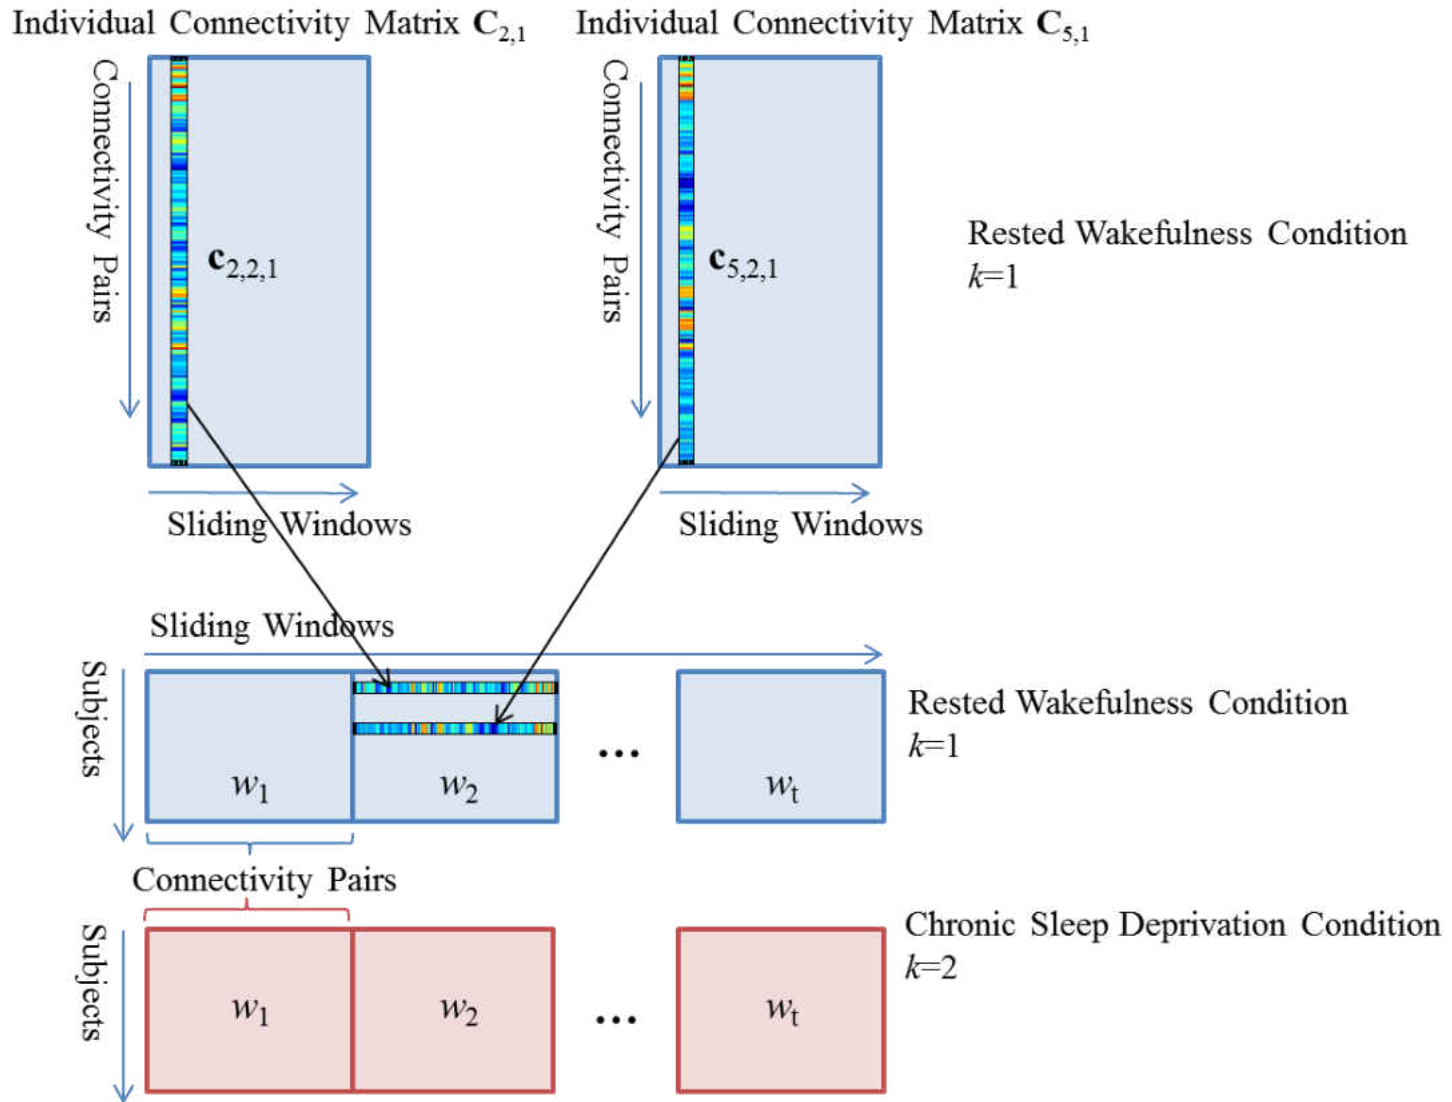 Individual Connectivity Matrix C2,1
Individual Connectivity Matrix C5,1
Connectivity Pairs
c2,2,1
Connectivity Pairs
c5,2,1
Rested Wakefulness Condition
k=1
Sliding Windows
Sliding Windows
Sliding Windows
Subjects
w1
w2
...
wt
Rested Wakefulness Condition
k=1
Connectivity Pairs
Subjects
w1
w2
...
wt
Chronic Sleep Deprivation Condition
k=2